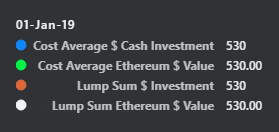 01-Jan-19
Cost Average $ Cash Investment 530
Cost Average Ethereum $ Value 530.00
Lump Sum $ Investment 530
Lump Sum Ethereum $ Value 530.00